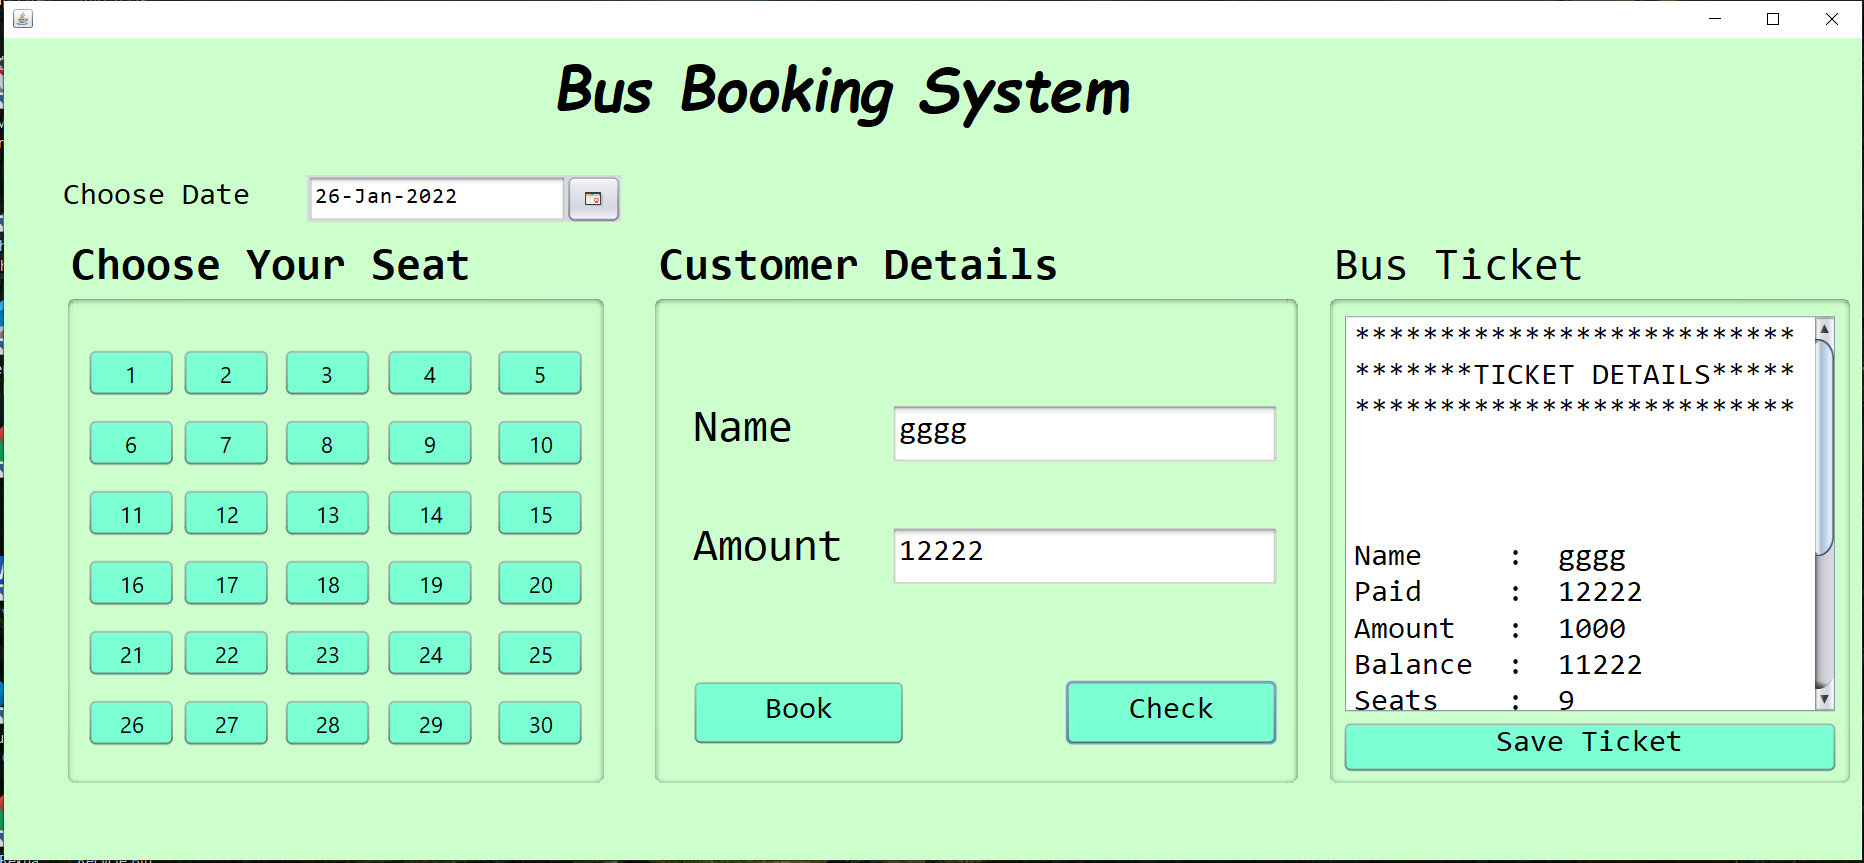 Bus Booking System
Choose Date
26-Jan-2022
Choose Your Seat
1 2 3 4 5
6 7 8 9 10
11 12 13 14 15
16 17 18 19 20
21 22 23 24 25
26 27 28 29 30
Customer Details
Name
gggg
Amount
12222
Book
Check
Bus Ticket
**************************
*******TICKET DETAILS*****
**************************
Name : gggg
Paid : 12222
Amount : 1000
Balance : 11222
Seats : 9
Save Ticket